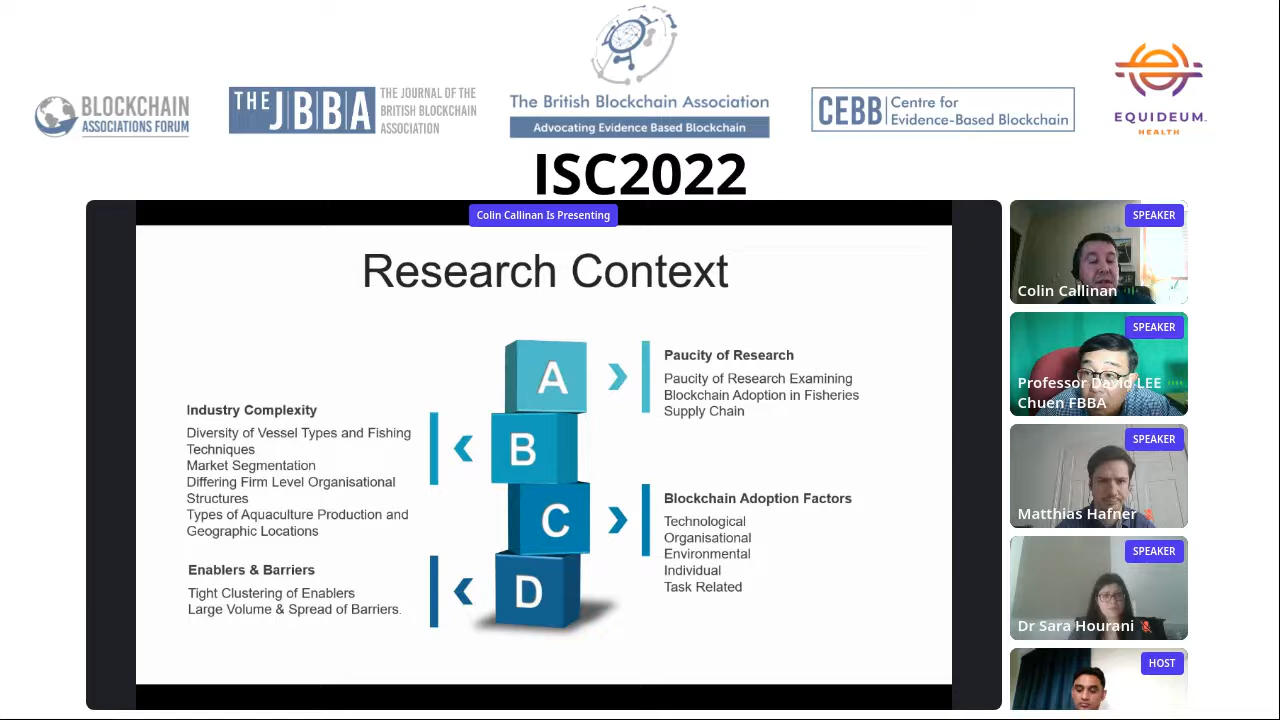 BLOCKCHAIN
ASSOCIATIONS FORUM
THE JBBA
THE JOURNAL OF THE
BRITISH BLOCKCHAIN
ASSOCIATION
The British Blockchain Association
Advocating Evidence Based Blockchain
CEBB
Centre for
Evidence-Based Blockchain
EQUIDEUM
HEALTH
ISC2022
Colin Callinan Is Presenting
Research Context
A
Paucity of Research
Paucity of Research Examining
Blockchain Adoption in Fisheries
Supply Chain
Industry Complexity
Diversity of Vessel Types and Fishing
Techniques
Market Segmentation
Differing Firm Level Organisational
Structures
Types of Aquaculture Production and
Geographic Locations
B
C
Blockchain Adoption Factors
Technological
Organisational
Environmental
Individual
Task Related
Enablers & Barriers
Tight Clustering of Enablers
Large Volume & Spread of Barriers.
D
SPEAKER
Colin Callinan
SPEAKER
Professor David LEE
Chuen FBBA
SPEAKER
Matthias Hafner
SPEAKER
Dr Sara Hourani
HOST